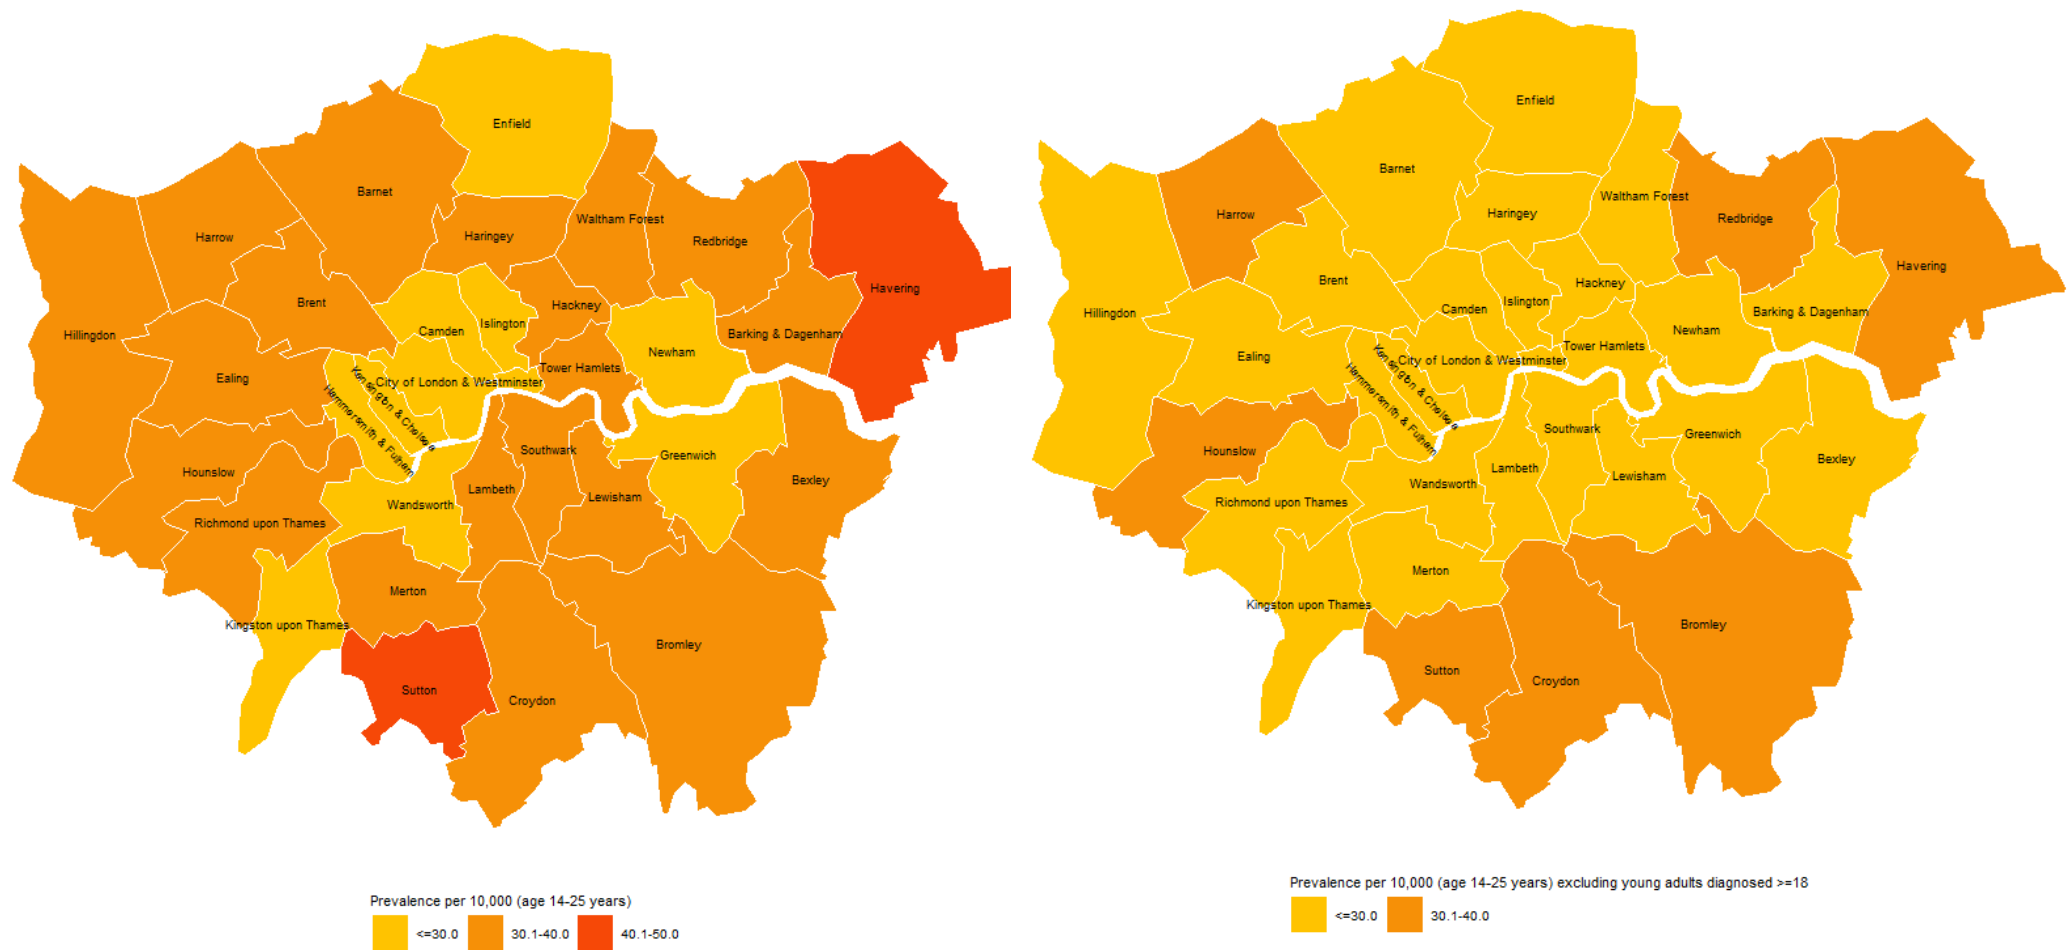 Enfield
Barnet
Harrow
Haringey
Waltham Forest
Redbridge
Havering
Brent
Hackney
Hillingdon
Camden
Islington
Barking & Dagenham
Newham
Ealing
Tower Hamlets
City of London & Westminster
Kensington & Chelsea
Hammersmith & Fulham
Southwark
Greenwich
Hounslow
Lambeth
Lewisham
Bexley
Wandsworth
Richmond upon Thames
Merton
Kingston upon Thames
Bromley
Sutton
Croydon
Prevalence per 10,000 (age 14-25 years)
<=30.0 30.1-40.0 40.1-50.0
Enfield
Barnet
Harrow
Haringey
Waltham Forest
Redbridge
Havering
Brent
Hackney
Hillingdon
Camden
Islington
Barking & Dagenham
Newham
Ealing
Tower Hamlets
City of London & Westminster
Kensington & Chelsea
Hammersmith & Fulham
Southwark
Greenwich
Hounslow
Lambeth
Lewisham
Bexley
Wandsworth
Richmond upon Thames
Merton
Kingston upon Thames
Bromley
Sutton
Croydon
Prevalence per 10,000 (age 14-25 years) excluding young adults diagnosed >=18
<=30.0 30.1-40.0